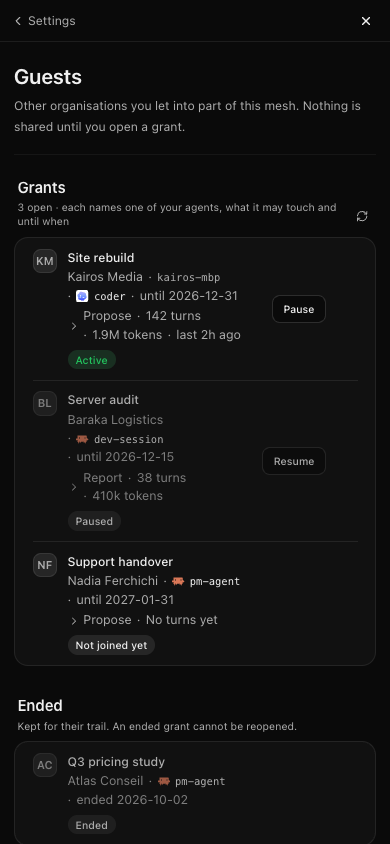 Settings
Guests
Other organisations you let into part of this mesh. Nothing is
shared until you open a grant.
Grants
3 open · each names one of your agents, what it may touch and
until when
KM
Site rebuild
Kairos Media · kairos-mbp
· coder · until 2026-12-31
Propose · 142 turns
· 1.9M tokens · last 2h ago
Pause
Active
BL
Server audit
Baraka Logistics
· dev-session
· until 2026-12-15
Report · 38 turns
· 410k tokens
Resume
Paused
NF
Support handover
Nadia Ferchichi · pm-agent
· until 2027-01-31
Propose · No turns yet
Not joined yet
Ended
Kept for their trail. An ended grant cannot be reopened.
AC
Q3 pricing study
Atlas Conseil · pm-agent
· ended 2026-10-02
Ended